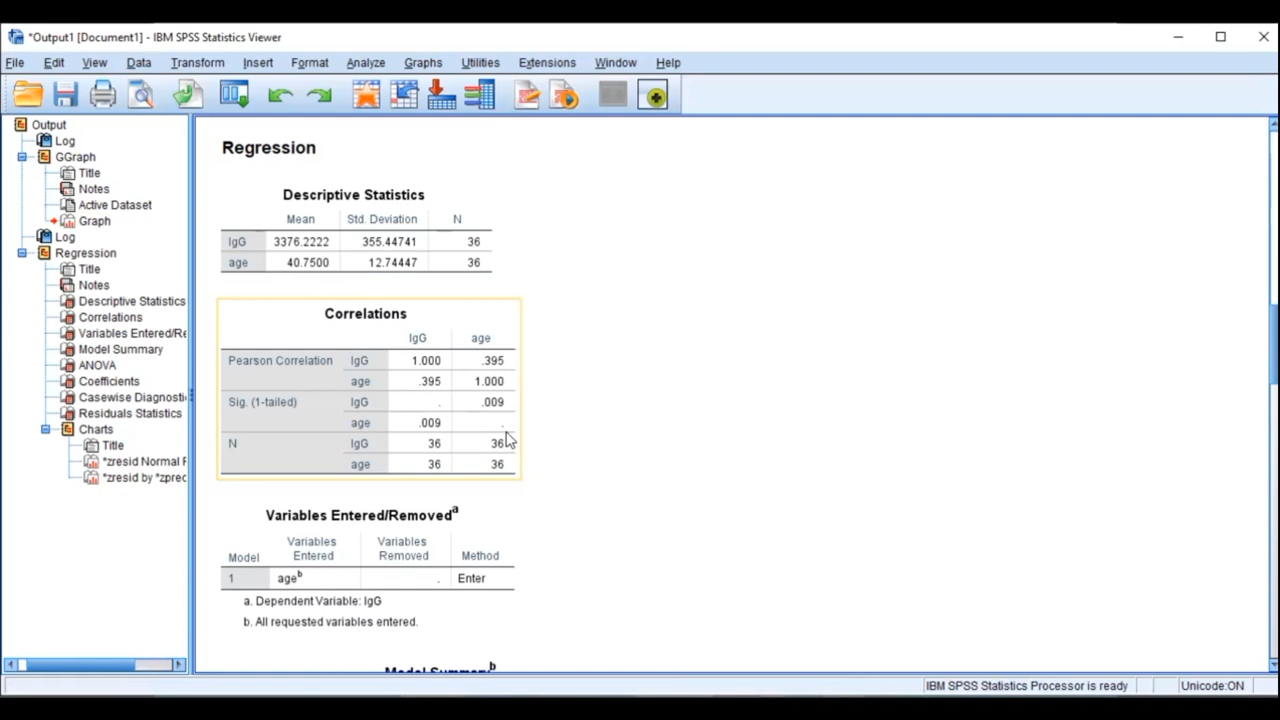 *Output1 [Document1] - IBM SPSS Statistics Viewer
File Edit View Data Transform Insert Format Analyze Graphs Utilities Extensions Window Help
Output
Log
GGraph
Title
Notes
Active Dataset
Graph
Log
Regression
Title
Notes
Descriptive Statistics
Correlations
Variables Entered/Re
Model Summary
ANOVA
Coefficients
Casewise Diagnosti
Residuals Statistics
Charts
Title
*zresid Normal F
*zresid by *zprec
Regression
Descriptive Statistics
Mean Std. Deviation N
IgG 3376.2222 355.44741 36
age 40.7500 12.74447 36
Correlations
IgG age
Pearson Correlation IgG 1.000 .395
age .395 1.000
Sig. (1-tailed) IgG . .009
age .009 .
N IgG 36 36
age 36 36
Variables Entered/Removedᵃ
Variables Variables
Model Entered Removed Method
1 ageᵇ . Enter
a. Dependent Variable: IgG
b. All requested variables entered.
Model Summaryᵇ
IBM SPSS Statistics Processor is ready Unicode:ON